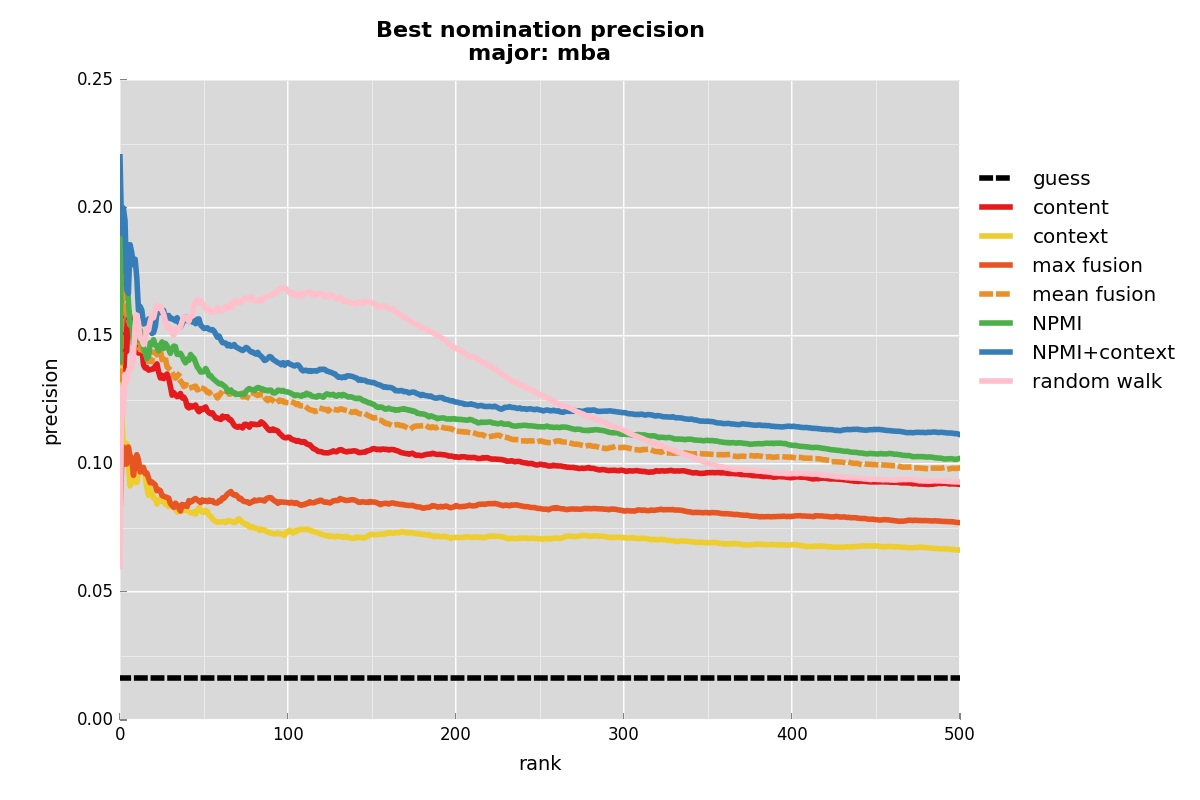 Best nomination precision
major: mba
precision
0.25
0.20
0.15
0.10
0.05
0.00
0 100 200 300 400 500
rank
guess
content
context
max fusion
mean fusion
NPMI
NPMI+context
random walk